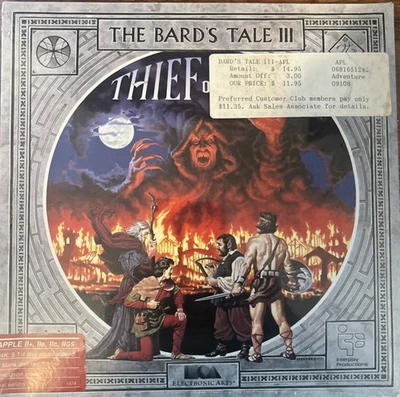 THE BARD'S TALE III
BARD'S TALE III-APL APL
Retail: $ 14.95
Amount Off: $ 3.00 Adventure
OUR PRICE: $ 11.95 09108
Preferred Customer Club members pay only
$11.35. Ask Sales Associate for details.
THIEF
ELECTRONIC ARTS
Interplay
Productions
APPLE II+, IIe, IIc, IIGS